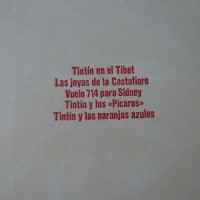 Tintín en el Tíbet
Las joyas de la Castafiore
Vuelo 714 para Sidney
Tintín y los «Pícaros»
Tintín y las naranjas azules